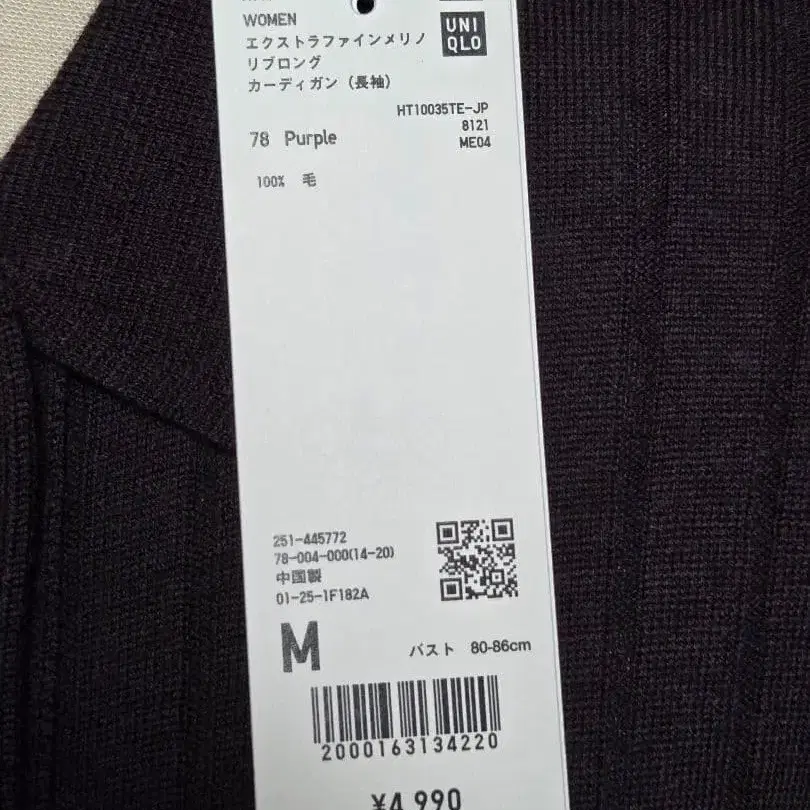 WOMEN
UNI
QLO
エクストラファインメリノ
リブロング
カーディガン（長袖）
HT10035TE-JP
8121
ME04
78 Purple
100% 毛
251-445772
78-004-000(14-20)
中国製
01-25-1F182A
M
バスト 80-86cm
2000163134220
¥4,990